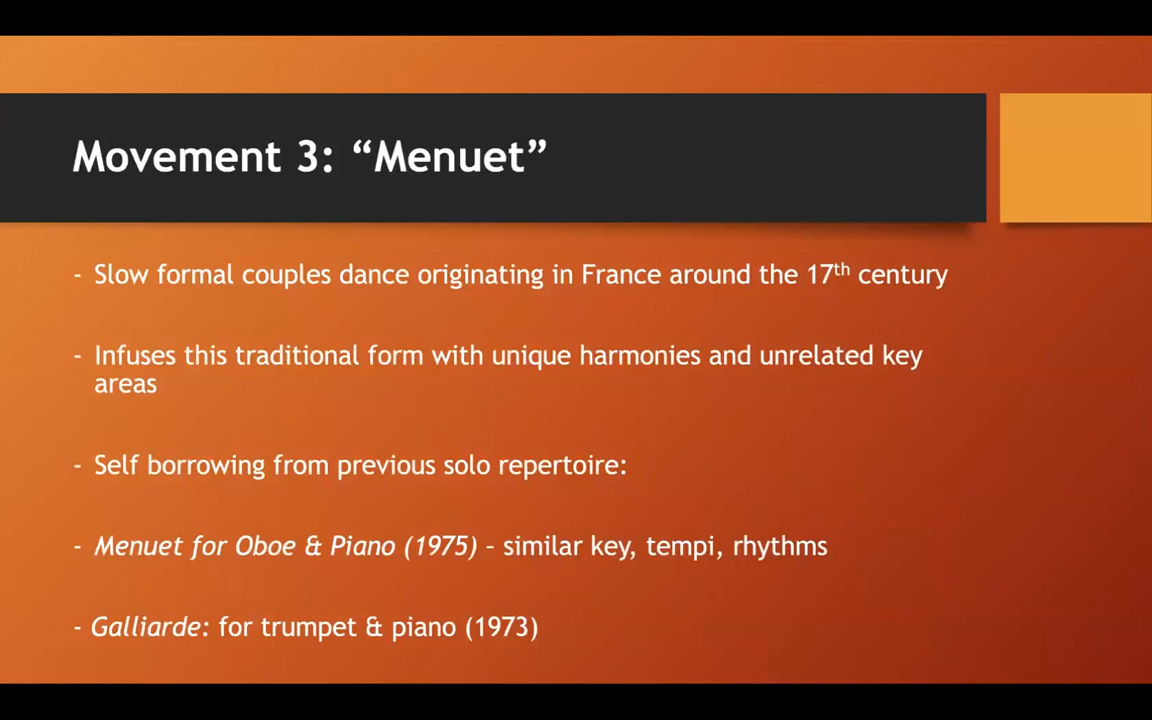 Movement 3: “Menuet”
- Slow formal couples dance originating in France around the 17th century
- Infuses this traditional form with unique harmonies and unrelated key
areas
- Self borrowing from previous solo repertoire:
- Menuet for Oboe & Piano (1975) – similar key, tempi, rhythms
- Galliarde: for trumpet & piano (1973)